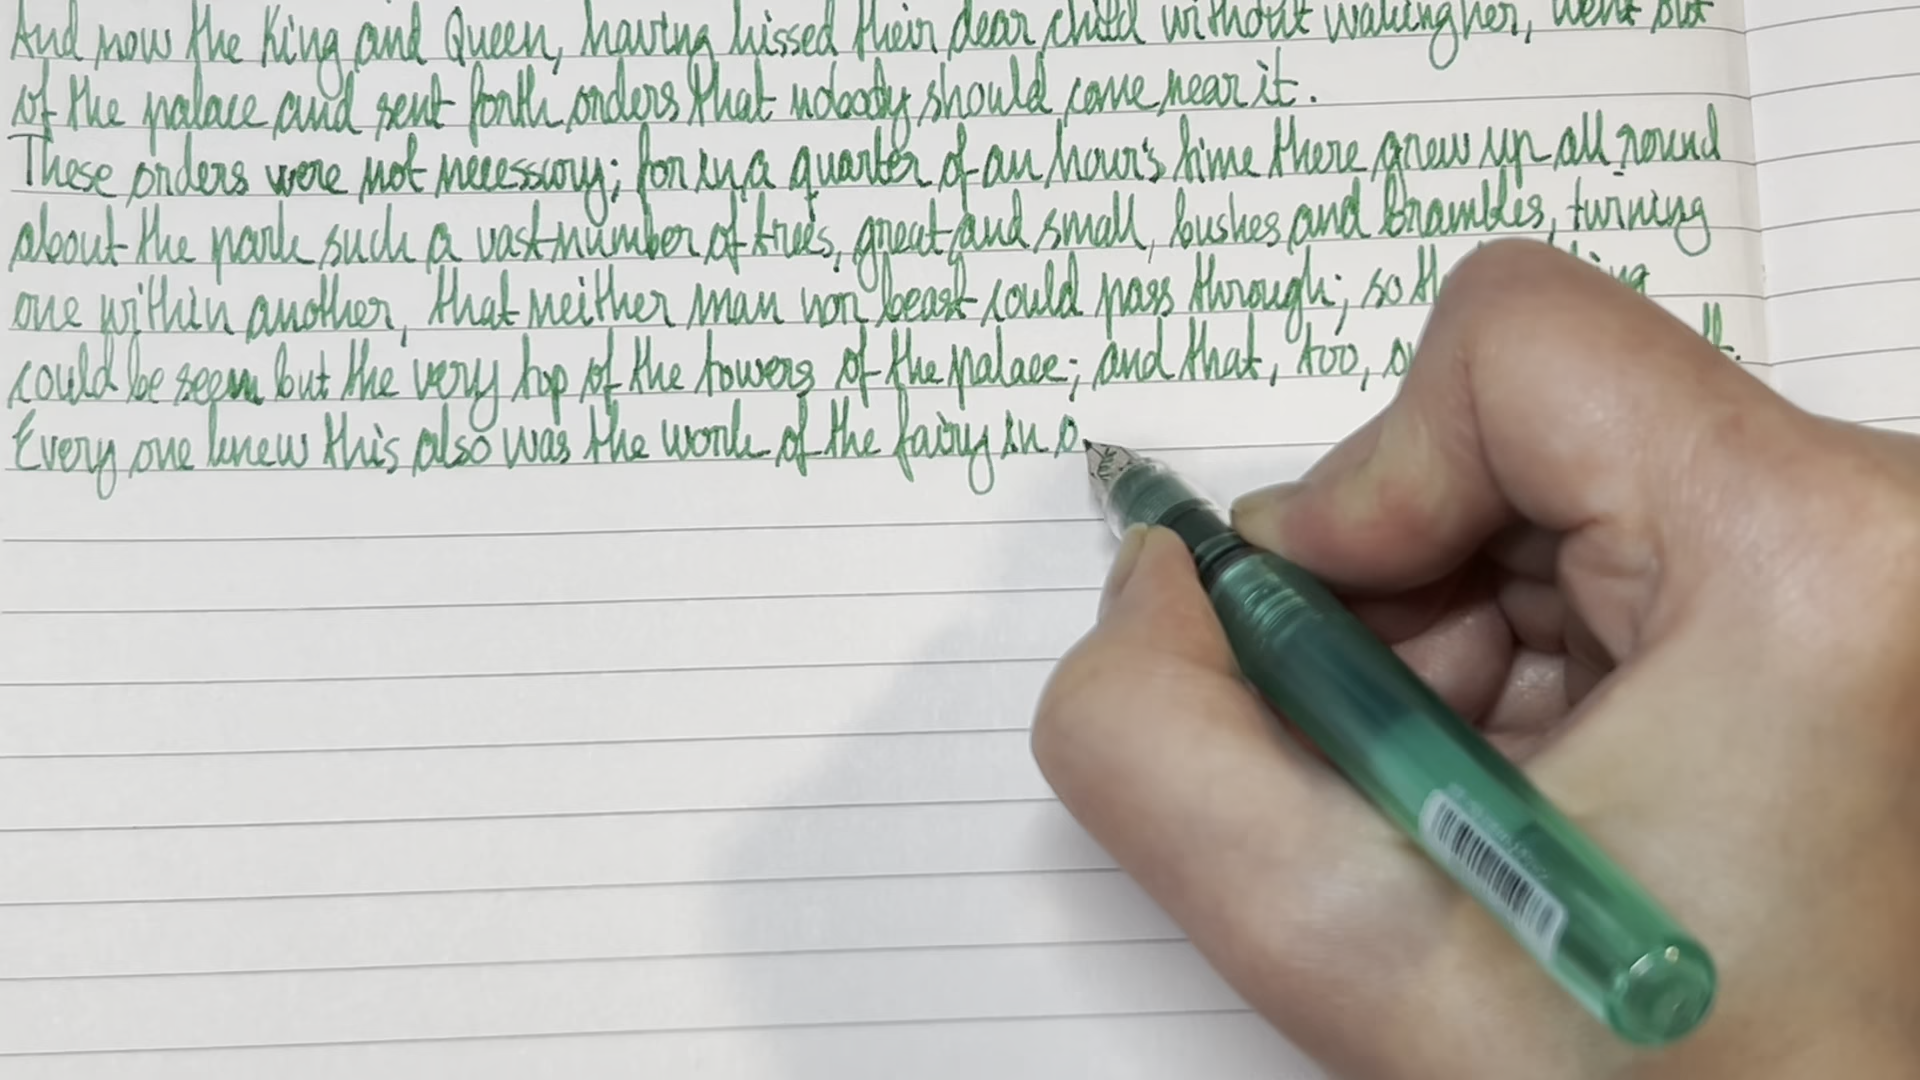 And now the King and Queen, having kissed their dear child without waking her, went out
of the palace and sent forth orders that nobody should come near it.
These orders were not necessary; for in a quarter of an hour's time there grew up all round
about the park such a vast number of trees, great and small, bushes and brambles, turning
one within another, that neither man nor beast could pass through; so
could be seen but the very top of the towers of the palace; and that, too,
Every one knew this also was the work of the fairy in o